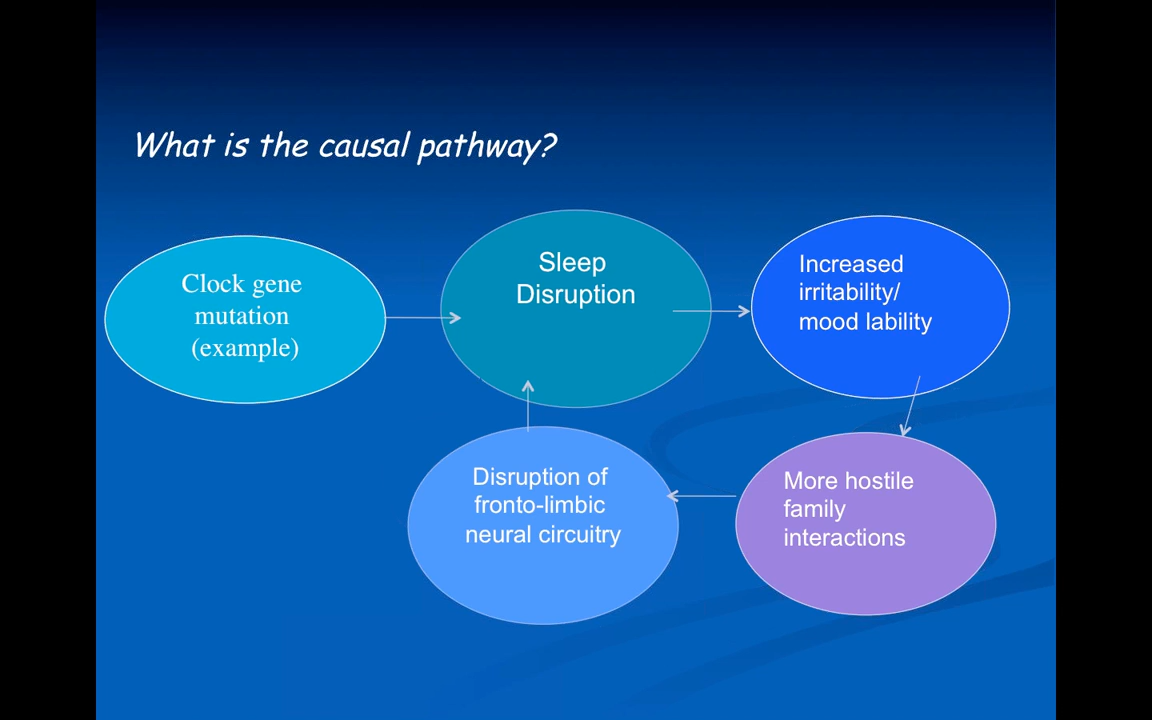 What is the causal pathway?
Clock gene
mutation
(example)
Sleep
Disruption
Increased
irritability/
mood lability
Disruption of
fronto-limbic
neural circuitry
More hostile
family
interactions